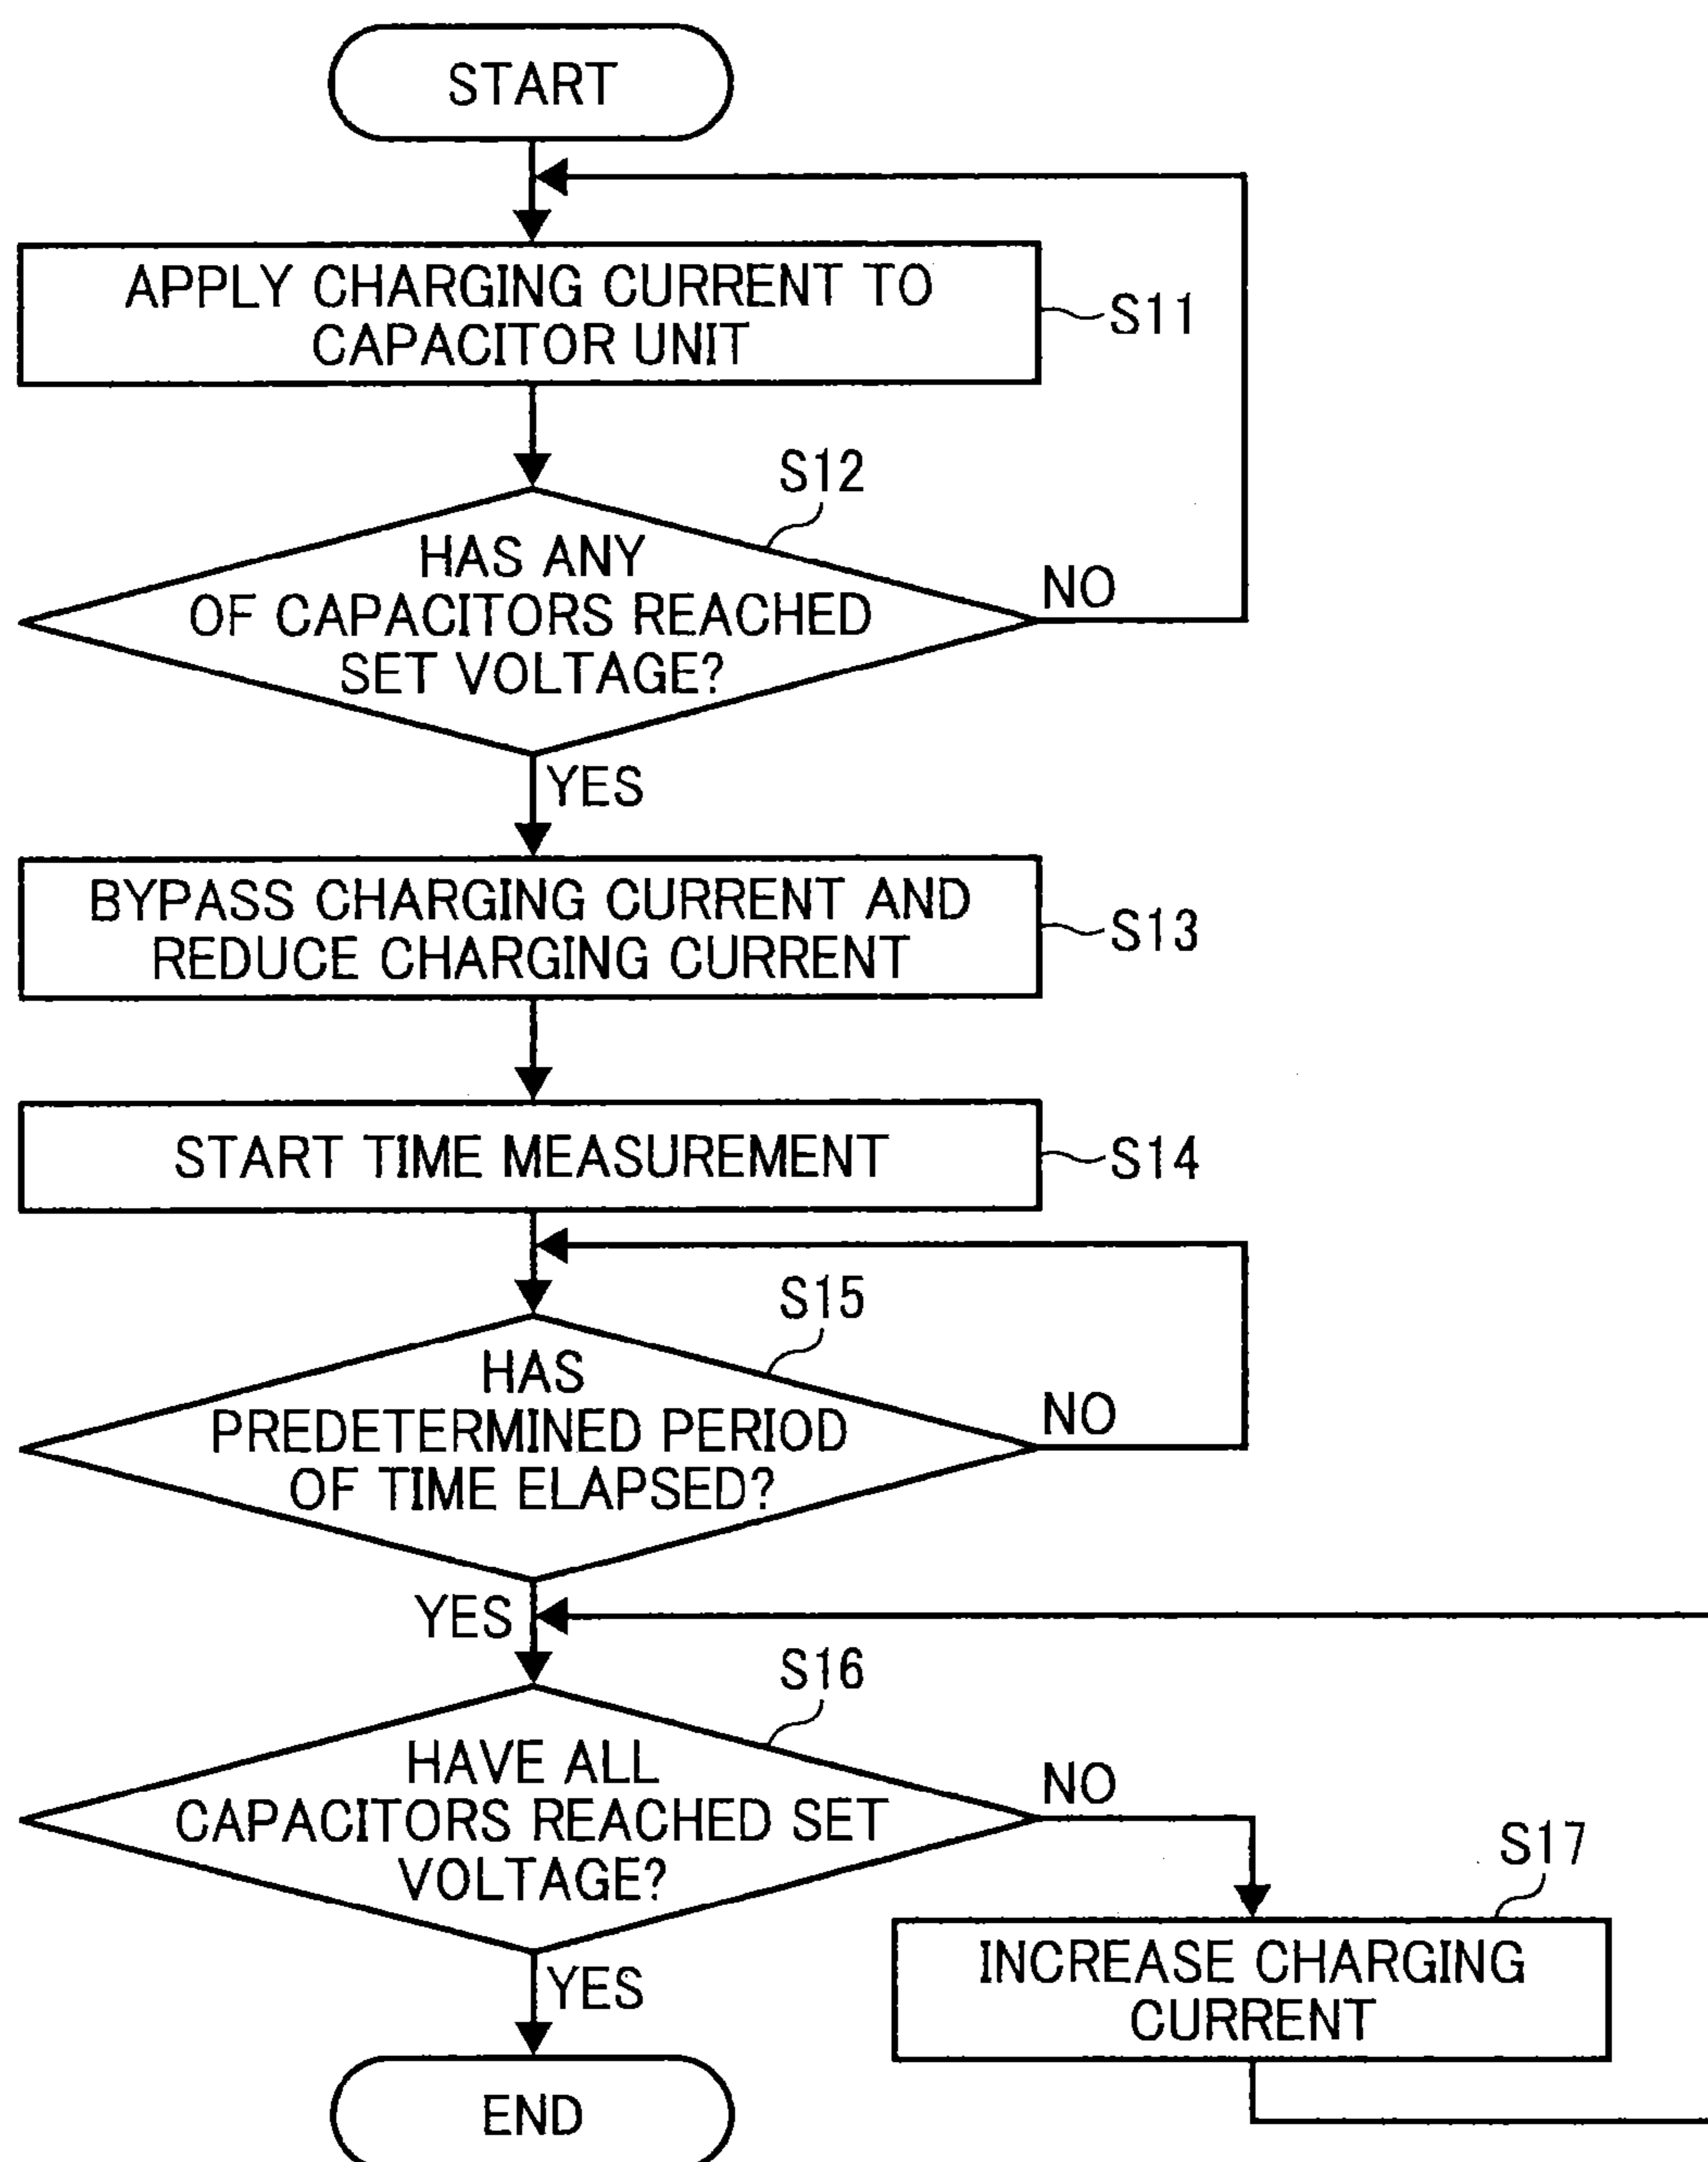 START
APPLY CHARGING CURRENT TO
CAPACITOR UNIT
S11
S12
HAS ANY
OF CAPACITORS REACHED
SET VOLTAGE?
NO
YES
BYPASS CHARGING CURRENT AND
REDUCE CHARGING CURRENT
S13
START TIME MEASUREMENT
S14
S15
HAS
PREDETERMINED PERIOD
OF TIME ELAPSED?
NO
YES
S16
HAVE ALL
CAPACITORS REACHED SET
VOLTAGE?
NO
S17
INCREASE CHARGING
CURRENT
YES
END